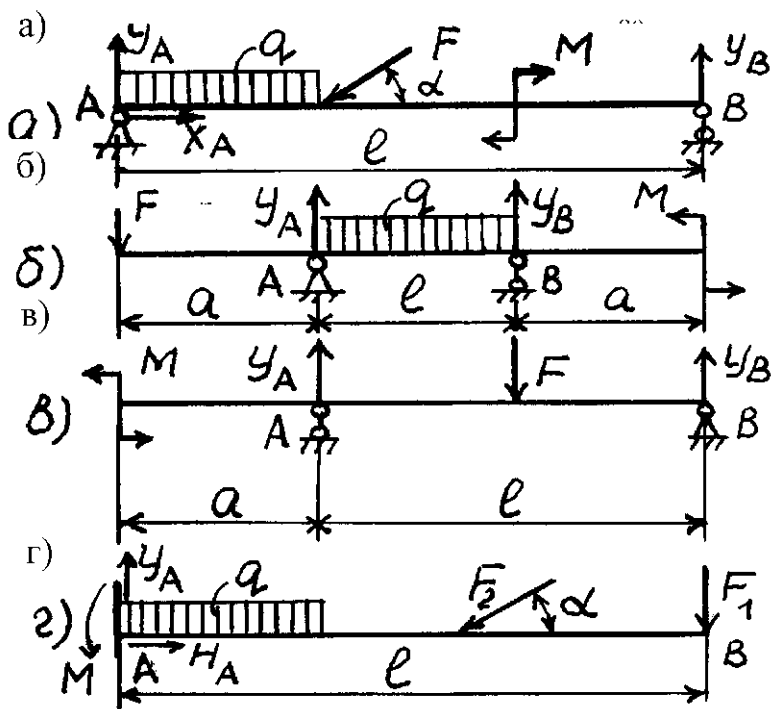 а)
y_A q F M y_B
а) A α B
X_A
l
б)
F y_A q y_B M
б) A B
a l a
в)
M y_A F y_B
в) A B
a l
г)
y_A q F_2 α F_1
г)
M A H_A B
l